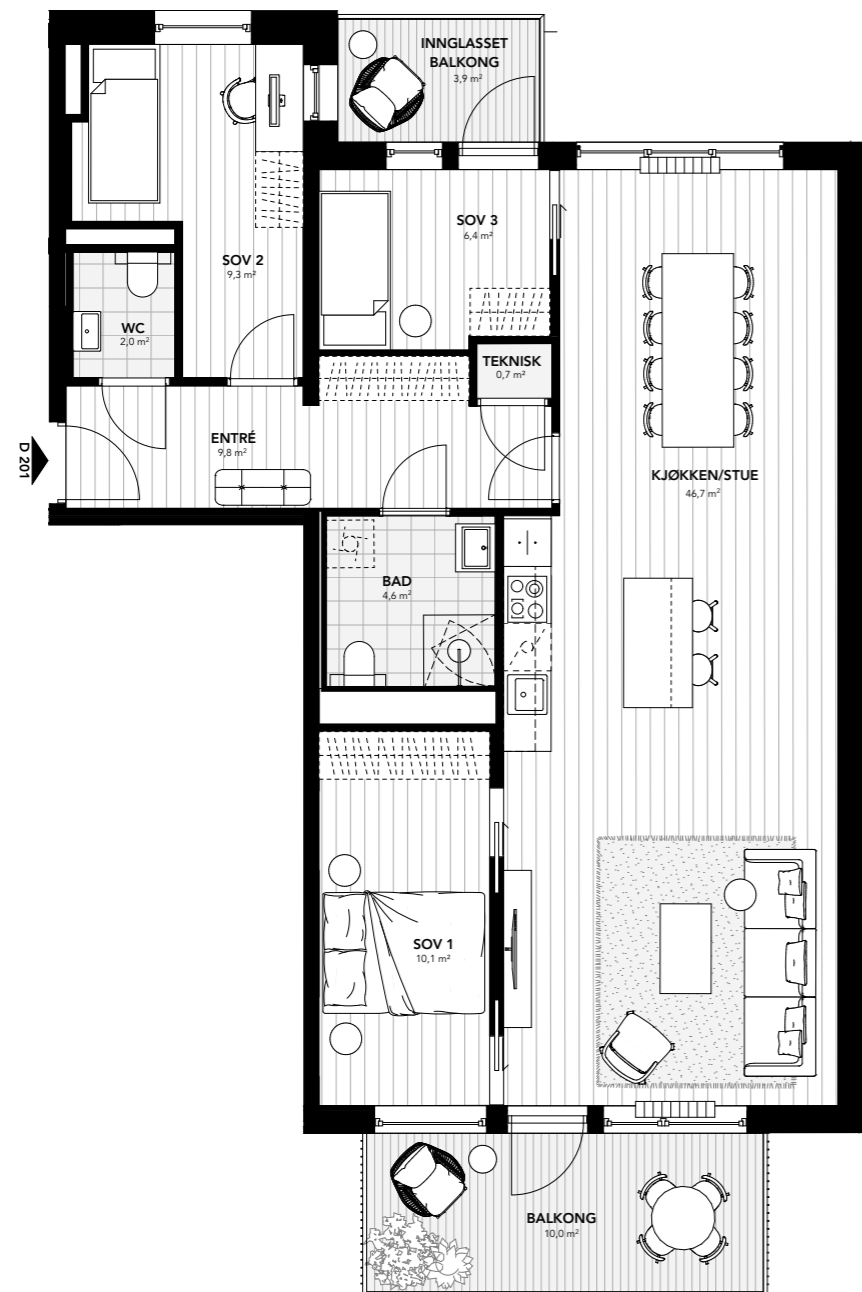 INNGLASSET
BALKONG
3,9 m²
SOV 3
6,4 m²
SOV 2
9,3 m²
WC
2,0 m²
TEKNISK
0,7 m²
ENTRÉ
9,8 m²
D 201
KJØKKEN/STUE
46,7 m²
BAD
4,6 m²
SOV 1
10,1 m²
BALKONG
10,0 m²